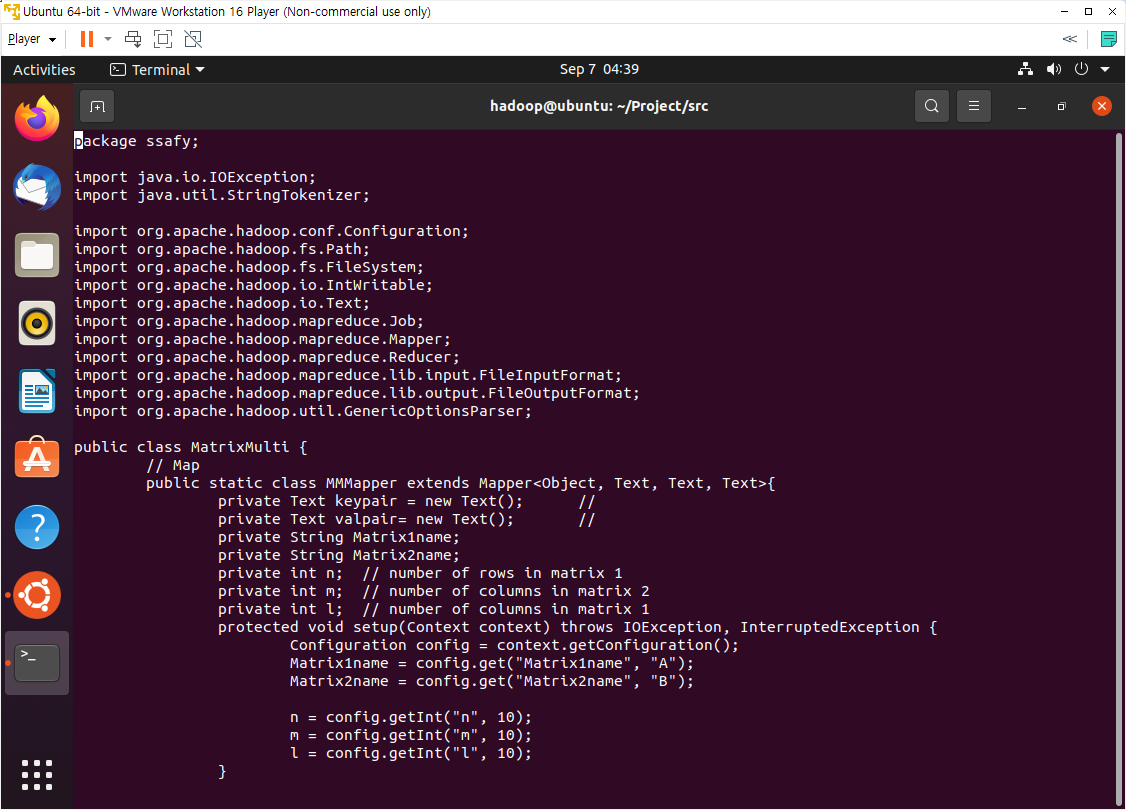 Ubuntu 64-bit - VMware Workstation 16 Player (Non-commercial use only)
Player
Activities
Terminal
Sep 7 04:39
hadoop@ubuntu: ~/Project/src
package ssafy;
import java.io.IOException;
import java.util.StringTokenizer;
import org.apache.hadoop.conf.Configuration;
import org.apache.hadoop.fs.Path;
import org.apache.hadoop.fs.FileSystem;
import org.apache.hadoop.io.IntWritable;
import org.apache.hadoop.io.Text;
import org.apache.hadoop.mapreduce.Job;
import org.apache.hadoop.mapreduce.Mapper;
import org.apache.hadoop.mapreduce.Reducer;
import org.apache.hadoop.mapreduce.lib.input.FileInputFormat;
import org.apache.hadoop.mapreduce.lib.output.FileOutputFormat;
import org.apache.hadoop.util.GenericOptionsParser;
public class MatrixMulti {
// Map
public static class MMMapper extends Mapper<Object, Text, Text, Text>{
private Text keypair = new Text(); //
private Text valpair= new Text(); //
private String Matrix1name;
private String Matrix2name;
private int n; // number of rows in matrix 1
private int m; // number of columns in matrix 2
private int l; // number of columns in matrix 1
protected void setup(Context context) throws IOException, InterruptedException {
Configuration config = context.getConfiguration();
Matrix1name = config.get("Matrix1name", "A");
Matrix2name = config.get("Matrix2name", "B");
n = config.getInt("n", 10);
m = config.getInt("m", 10);
l = config.getInt("l", 10);
}